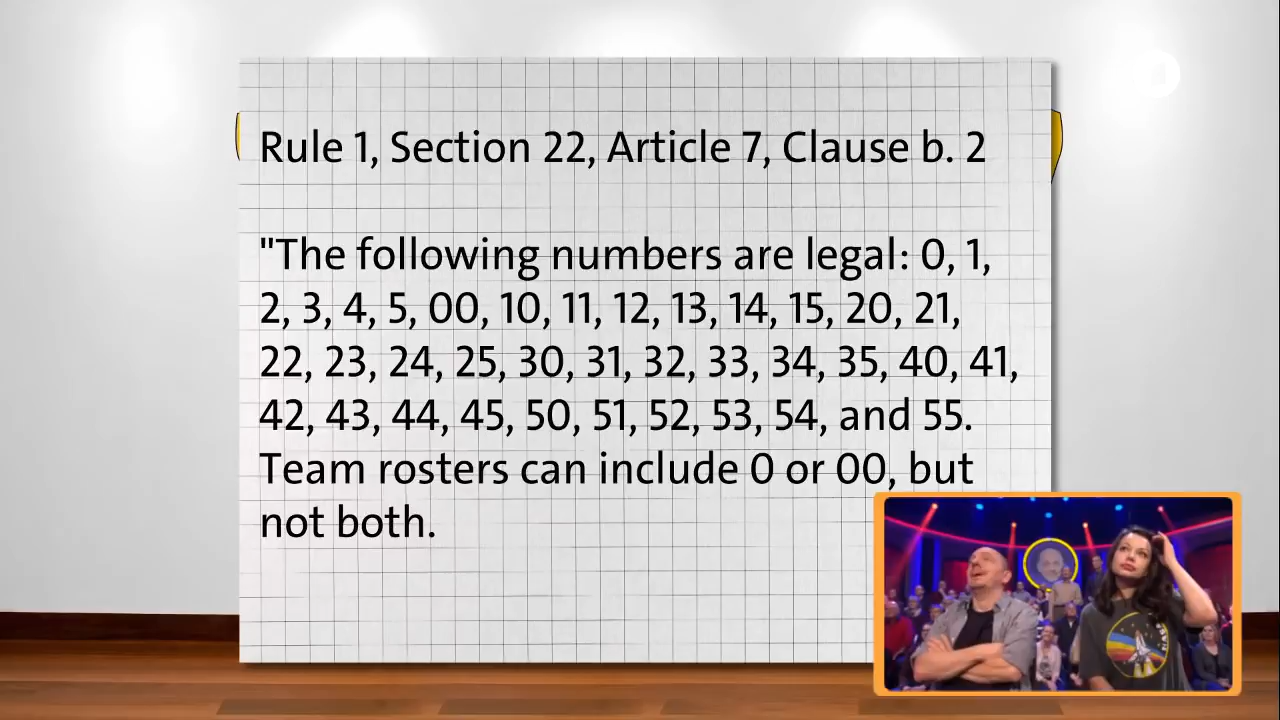 Rule 1, Section 22, Article 7, Clause b. 2
"The following numbers are legal: 0, 1,
2, 3, 4, 5, 00, 10, 11, 12, 13, 14, 15, 20, 21,
22, 23, 24, 25, 30, 31, 32, 33, 34, 35, 40, 41,
42, 43, 44, 45, 50, 51, 52, 53, 54, and 55.
Team rosters can include 0 or 00, but
not both.